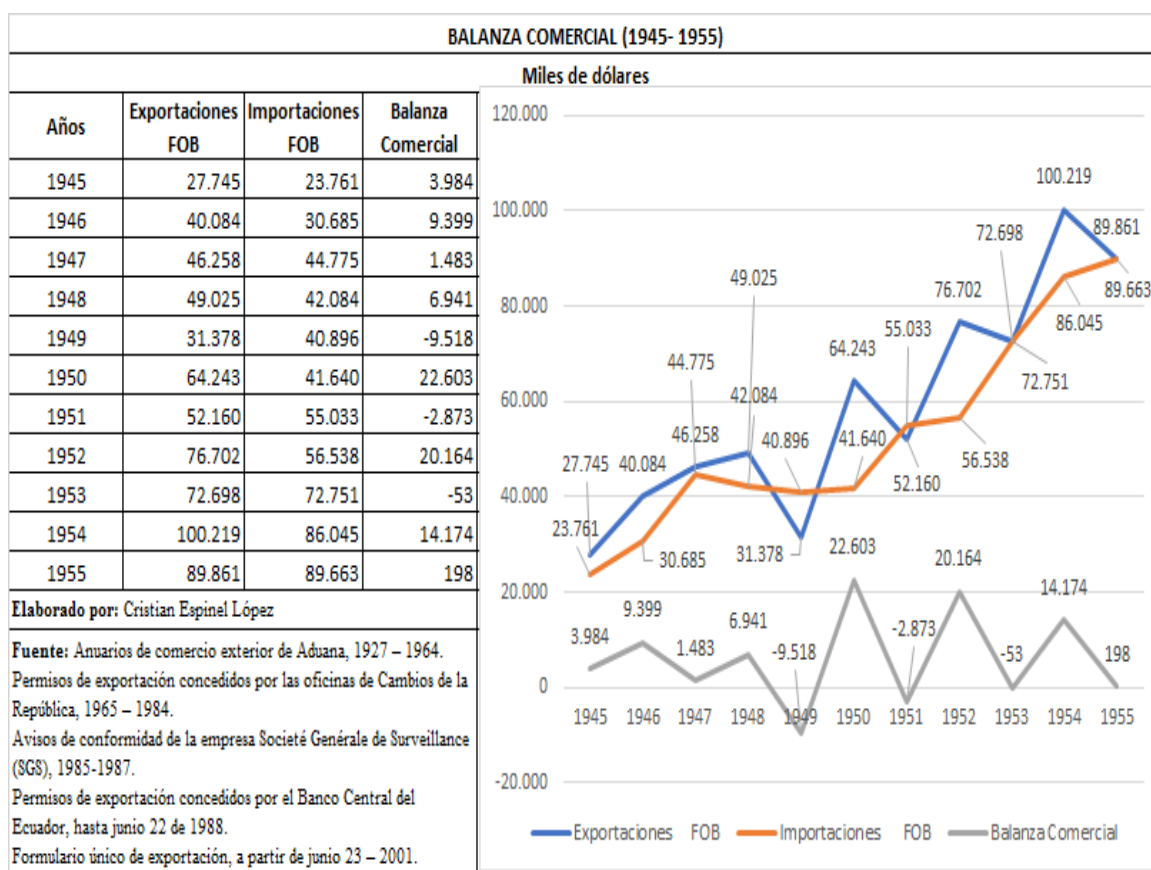 BALANZA COMERCIAL (1945- 1955)
Miles de dólares
Años Exportaciones FOB Importaciones FOB Balanza Comercial
1945 27.745 23.761 3.984
1946 40.084 30.685 9.399
1947 46.258 44.775 1.483
1948 49.025 42.084 6.941
1949 31.378 40.896 -9.518
1950 64.243 41.640 22.603
1951 52.160 55.033 -2.873
1952 76.702 56.538 20.164
1953 72.698 72.751 -53
1954 100.219 86.045 14.174
1955 89.861 89.663 198
Elaborado por: Cristian Espinel López
Fuente: Anuarios de comercio exterior de Aduana, 1927 – 1964.
Permisos de exportación concedidos por las oficinas de Cambios de la
República, 1965 – 1984.
Avisos de conformidad de la empresa Societé Genérale de Surveillance
(SGS), 1985-1987.
Permisos de exportación concedidos por el Banco Central del
Ecuador, hasta junio 22 de 1988.
Formulario único de exportación, a partir de junio 23 – 2001.
120.000
100.000
80.000
60.000
40.000
20.000
0
-20.000
100.219
72.698 89.861
49.025 76.702 89.663
55.033 86.045
64.243
44.775 72.751
42.084
46.258 40.896 41.640 56.538
27.745 40.084 52.160
23.761
30.685 31.378 22.603
20.164
9.399 14.174
3.984 1.483 6.941 -9.518 -2.873 -53 198
1945 1946 1947 1948 1949 1950 1951 1952 1953 1954 1955
Exportaciones FOB Importaciones FOB Balanza Comercial